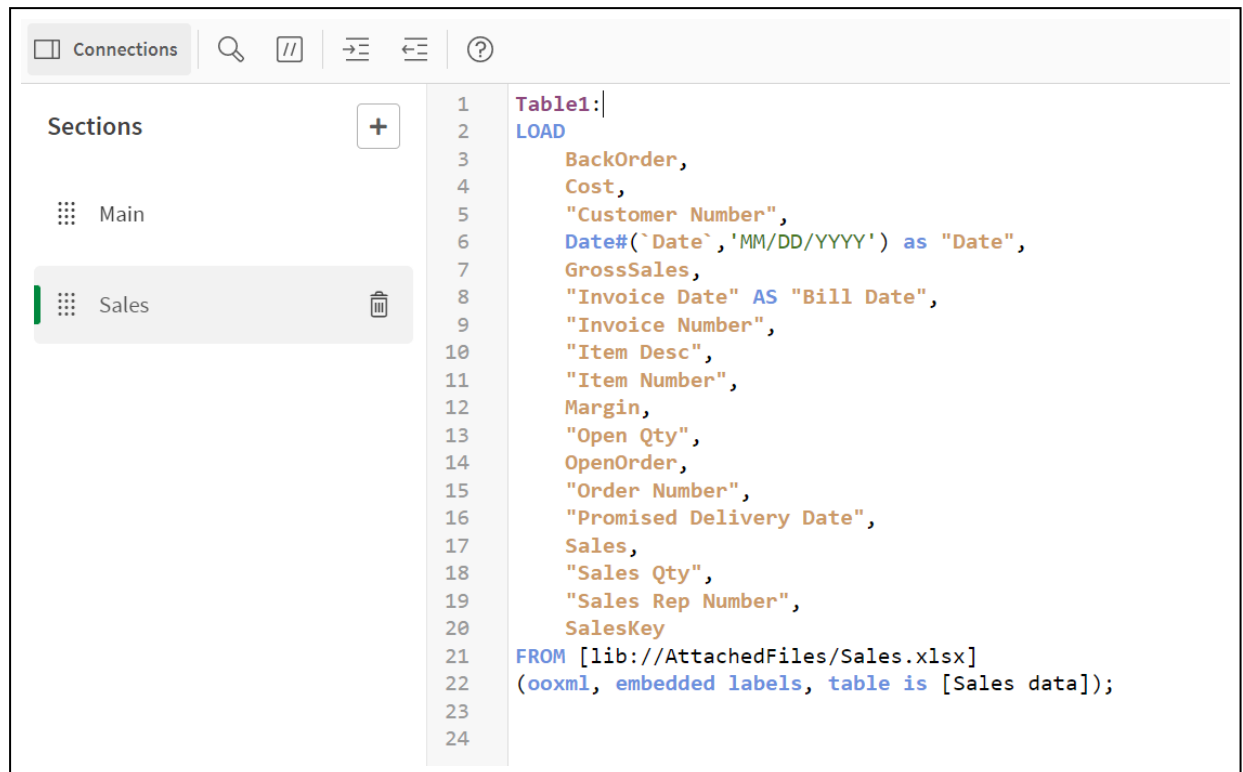 Connections
Sections
Main
Sales
1 Table1:
2 LOAD
3 BackOrder,
4 Cost,
5 "Customer Number",
6 Date#(`Date`,'MM/DD/YYYY') as "Date",
7 GrossSales,
8 "Invoice Date" AS "Bill Date",
9 "Invoice Number",
10 "Item Desc",
11 "Item Number",
12 Margin,
13 "Open Qty",
14 OpenOrder,
15 "Order Number",
16 "Promised Delivery Date",
17 Sales,
18 "Sales Qty",
19 "Sales Rep Number",
20 SalesKey
21 FROM [lib://AttachedFiles/Sales.xlsx]
22 (ooxml, embedded labels, table is [Sales data]);
23
24